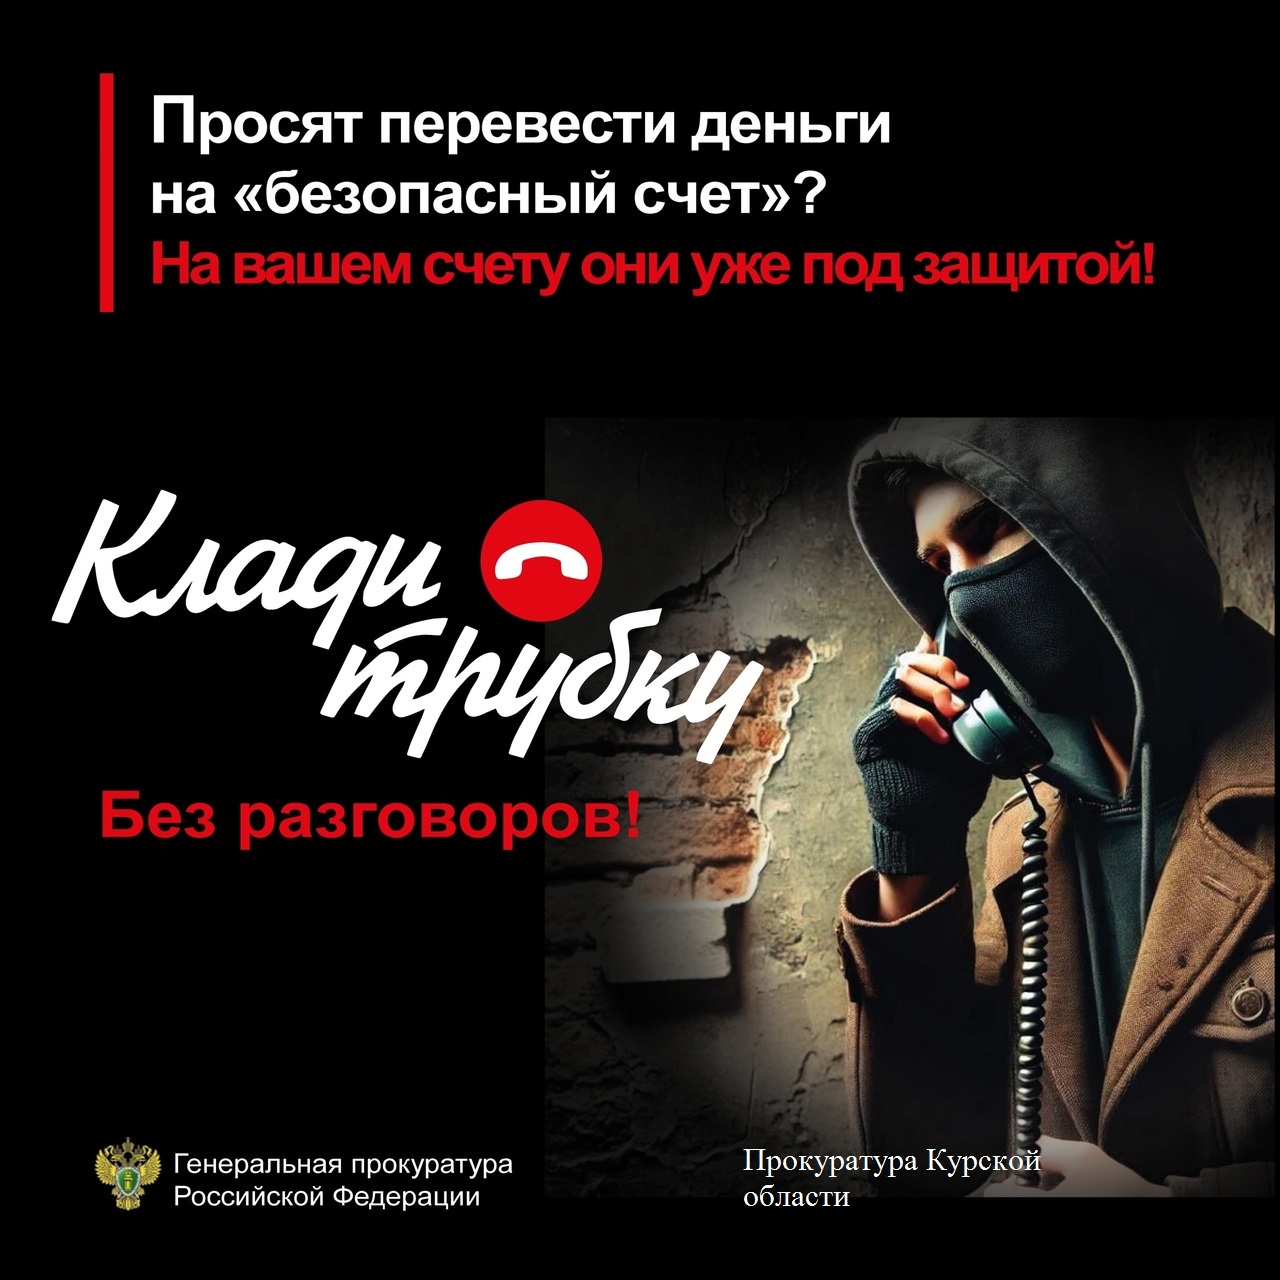 Просят перевести деньги
на «безопасный счет»?
На вашем счету они уже под защитой!
Клади
трубку
Без разговоров!
Генеральная прокуратура
Российской Федерации
Прокуратура Курской
области